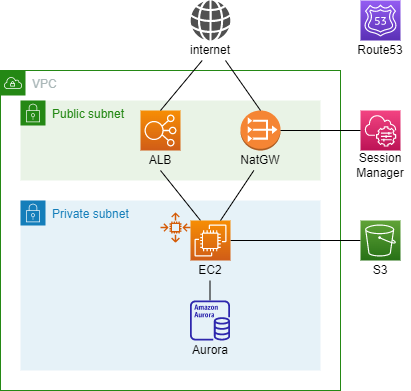 internet
53
Route53
VPC
Public subnet
ALB
NatGW
Session
Manager
Private subnet
EC2
S3
Amazon
Aurora
Aurora